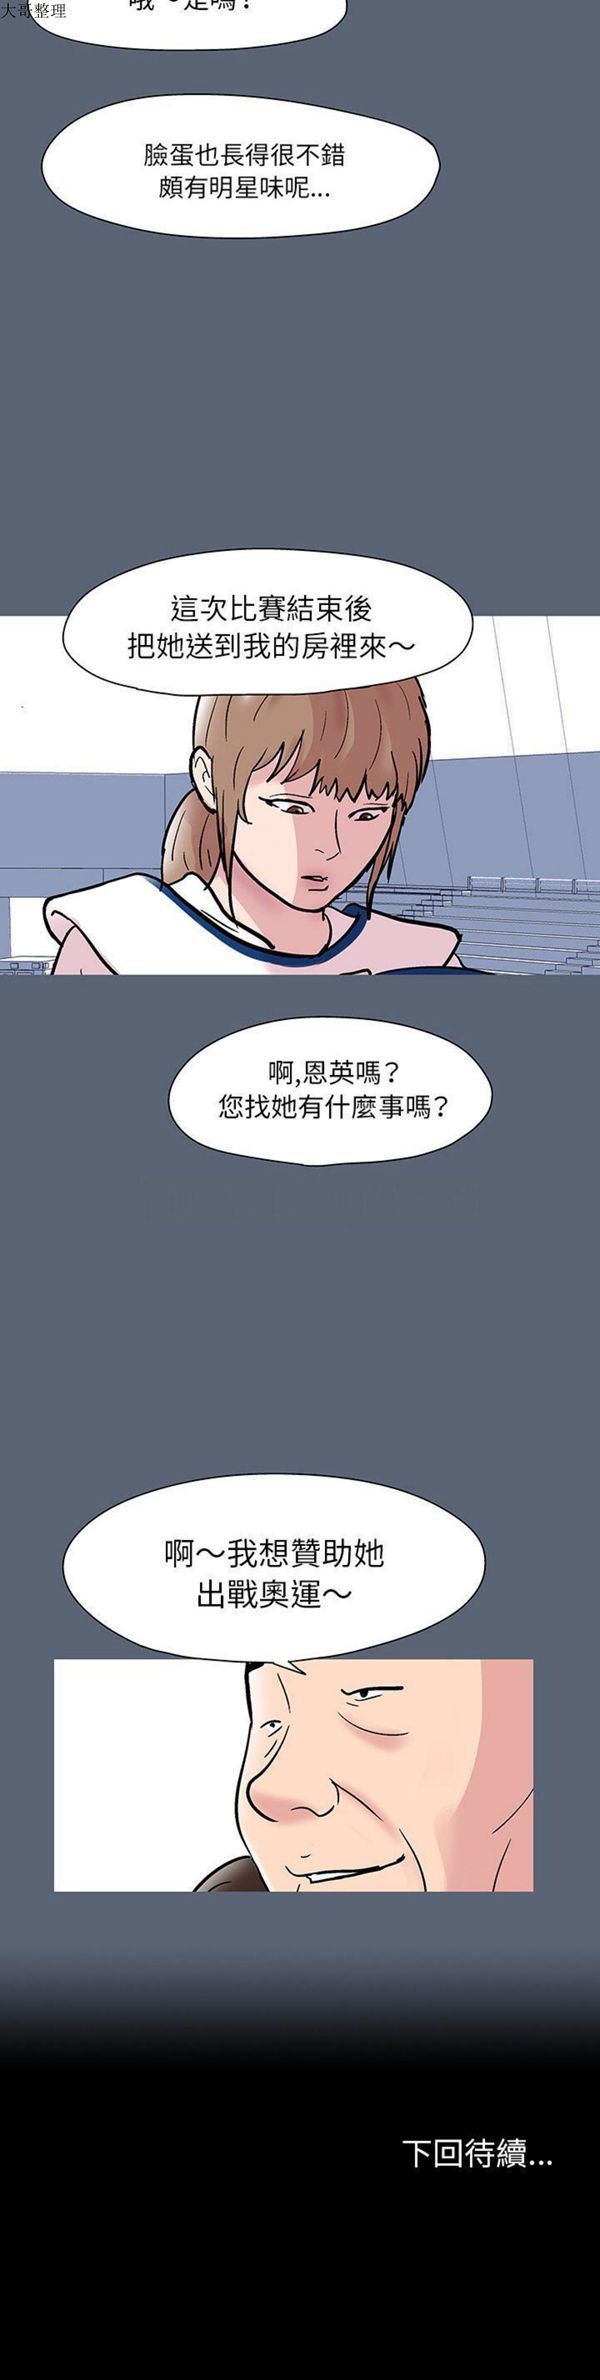 大哥整理
哦～是嗎？
臉蛋也長得很不錯
頗有明星味呢...
這次比賽結束後
把她送到我的房裡來～
啊,恩英嗎？
您找她有什麼事嗎？
啊～我想贊助她
出戰奧運～
下回待續...